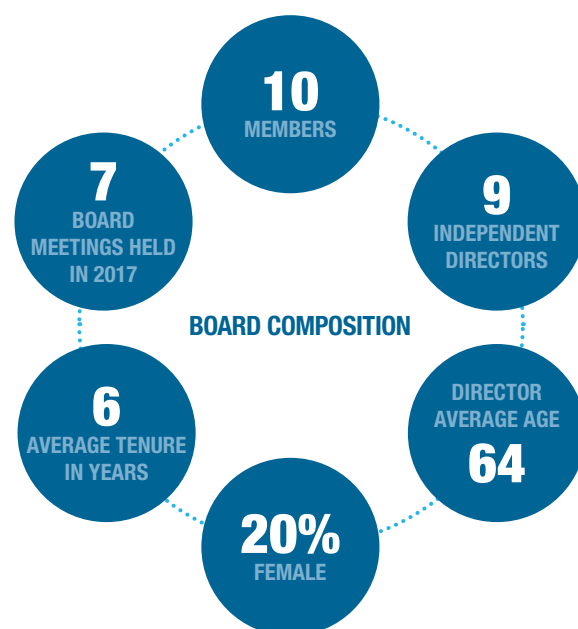 10
MEMBERS
7
BOARD
MEETINGS HELD
IN 2017
9
INDEPENDENT
DIRECTORS
BOARD COMPOSITION
6
AVERAGE TENURE
IN YEARS
DIRECTOR
AVERAGE AGE
64
20%
FEMALE